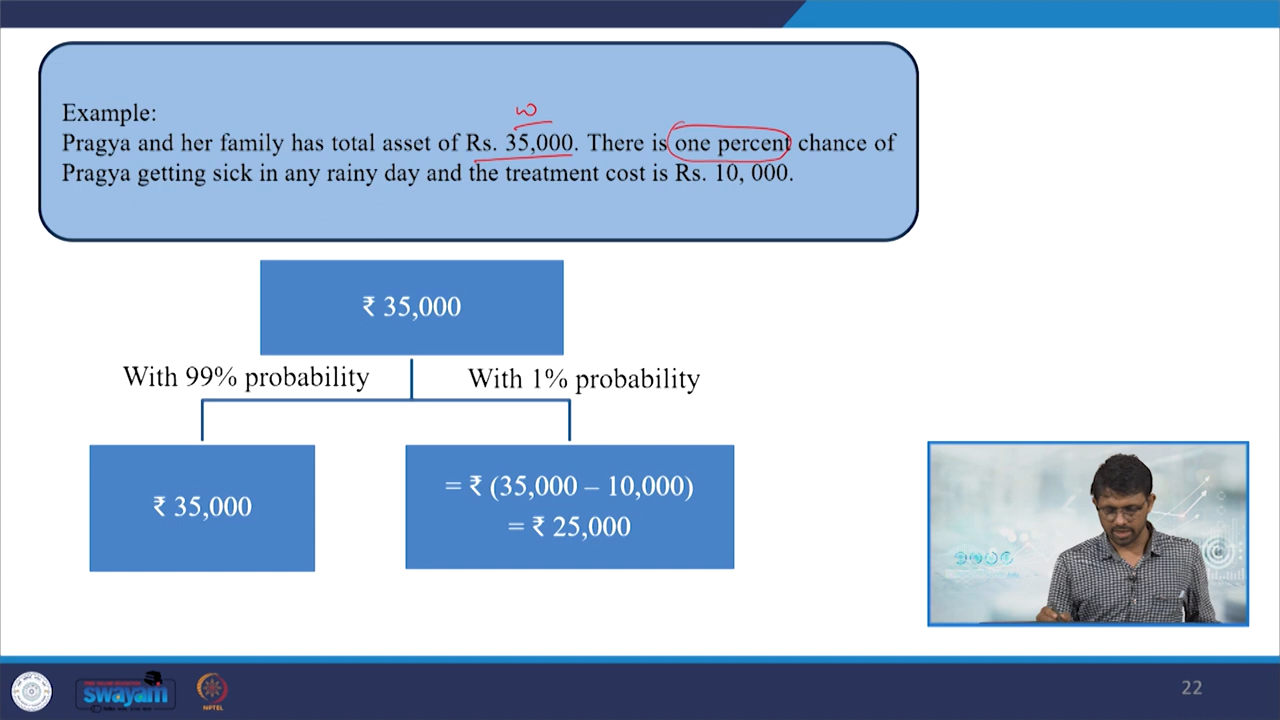 Example:
w
Pragya and her family has total asset of Rs. 35,000. There is one percent chance of
Pragya getting sick in any rainy day and the treatment cost is Rs. 10, 000.
₹ 35,000
With 99% probability
With 1% probability
₹ 35,000
= ₹ (35,000 – 10,000)
= ₹ 25,000
swayam
NPTEL
22